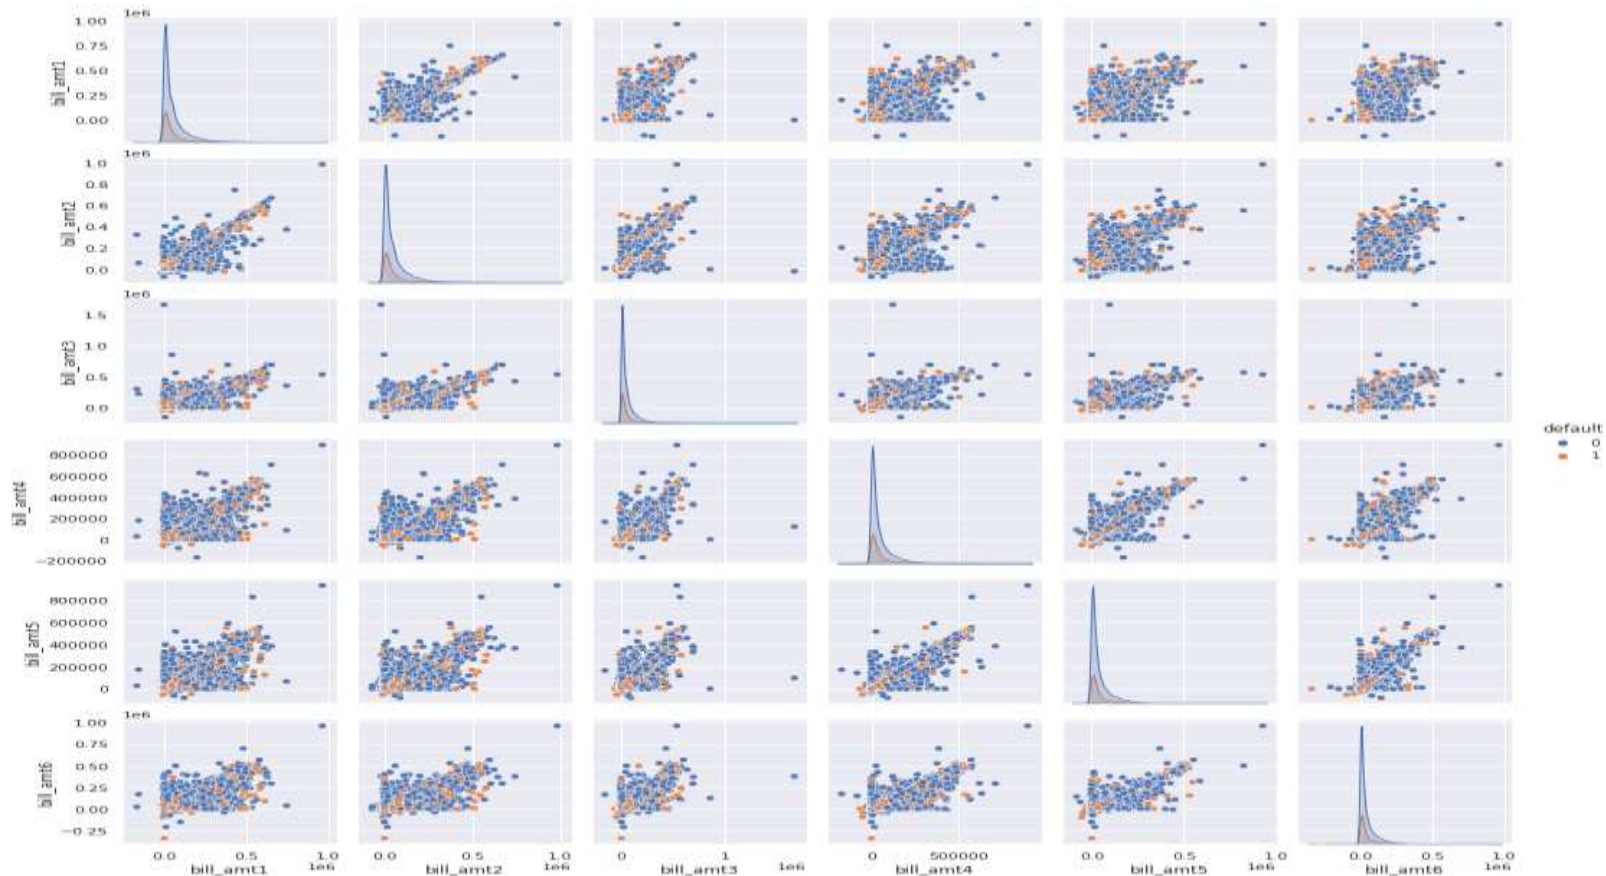 1e6
1.00
0.75
0.50
0.25
0.00
bill_amt1
1e6
1.0
0.8
0.6
0.4
0.2
0.0
bill_amt2
1e6
1.5
1.0
0.5
0.0
bill_amt3
800000
600000
400000
200000
0
−200000
bill_amt4
default
0
1
800000
600000
400000
200000
0
bill_amt5
1e6
1.00
0.75
0.50
0.25
0.00
−0.25
bill_amt6
0.0 0.5 1.0 0.0 0.5 1.0 0 1 0 500000 0.0 0.5 1.0 0.0 0.5 1.0
bill_amt1 1e6 bill_amt2 1e6 bill_amt3 1e6 bill_amt4 bill_amt5 1e6 bill_amt6 1e6